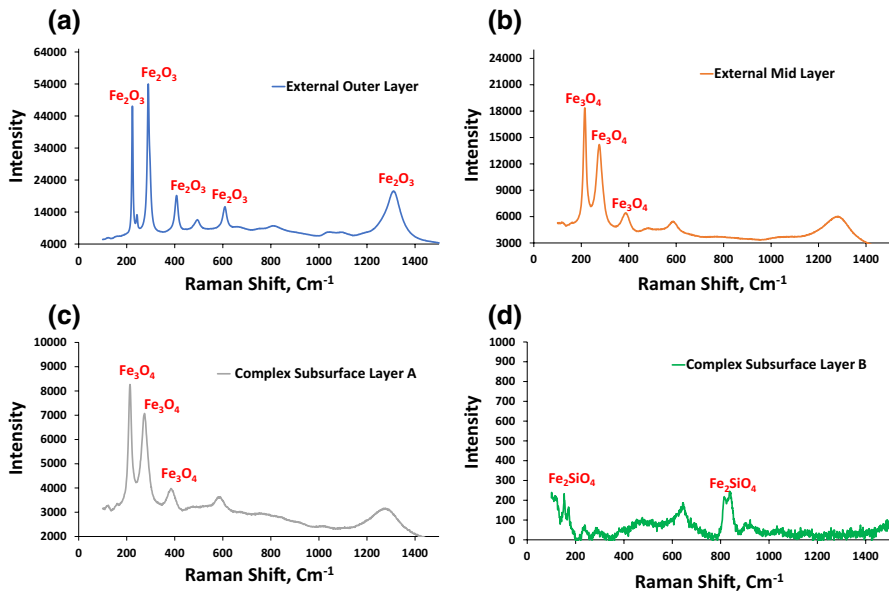 (a)
64000
54000
44000
34000
24000
14000
4000
0 200 400 600 800 1000 1200 1400
Intensity
Raman Shift, Cm⁻¹
External Outer Layer
Fe₂O₃
Fe₂O₃
Fe₂O₃
Fe₂O₃
Fe₂O₃
(b)
24000
21000
18000
15000
12000
9000
6000
3000
0 200 400 600 800 1000 1200 1400
Intensity
Raman Shift, Cm⁻¹
External Mid Layer
Fe₃O₄
Fe₃O₄
Fe₃O₄
(c)
10000
9000
8000
7000
6000
5000
4000
3000
2000
0 200 400 600 800 1000 1200 1400
Intensity
Raman Shift, Cm⁻¹
Complex Subsurface Layer A
Fe₃O₄
Fe₃O₄
Fe₃O₄
(d)
1000
900
800
700
600
500
400
300
200
100
0
0 200 400 600 800 1000 1200 1400
Intensity
Raman Shift, Cm⁻¹
Complex Subsurface Layer B
Fe₂SiO₄
Fe₂SiO₄